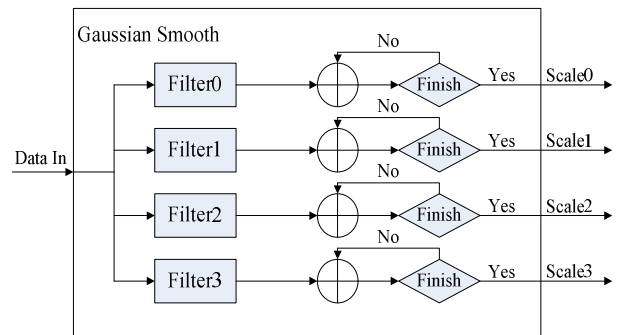 Gaussian Smooth
No
Filter0
Finish
Yes
Scale0
No
Filter1
Finish
Yes
Scale1
Data In
No
Filter2
Finish
Yes
Scale2
No
Filter3
Finish
Yes
Scale3